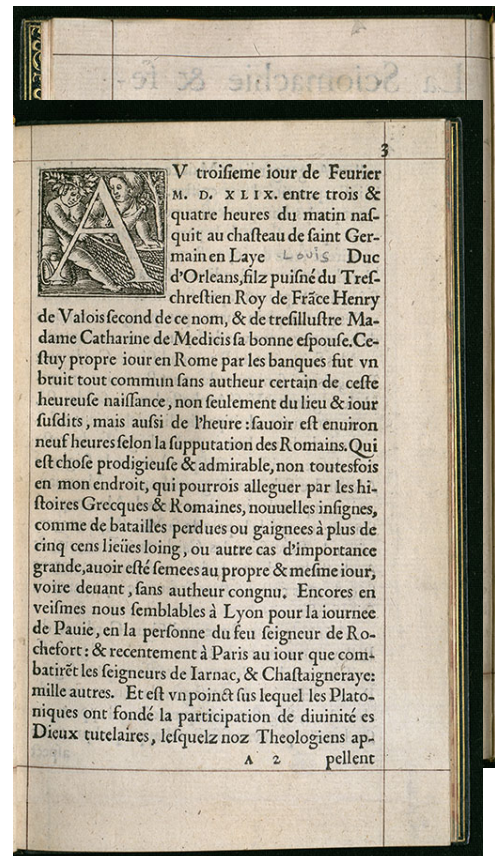 La Sciomachie & fe-
3
AV troiſieme iour de Feurier
M. D. XLIX. entre trois &
quatre heures du matin naſ-
quit au chaſteau de ſaint Ger-
main en Laye Louis Duc
d'Orleans, filz puiſné du Treſ-
chreſtien Roy de Frãce Henry
de Valois ſecond de ce nom, & de treſilluſtre Ma-
dame Catharine de Medicis ſa bonne eſpouſe. Ce-
ſtuy propre iour en Rome par les banques fut vn
bruit tout commun ſans autheur certain de ceſte
heureuſe naiſſance, non ſeulement du lieu & iour
ſuſdits, mais auſsi de l'heure: ſauoir eſt enuiron
neuf heures ſelon la ſupputation des Romains. Qui
eſt choſe prodigieuſe & admirable, non toutesfois
en mon endroit, qui pourrois alleguer par les hi-
ſtoires Grecques & Romaines, nouuelles inſignes,
comme de batailles perdues ou gaignees à plus de
cinq cens lieües loing, ou autre cas d'importance
grande, auoir eſté ſemees au propre & meſme iour,
voire deuant, ſans autheur congnu. Encores en
veiſmes nous ſemblables à Lyon pour la iournee
de Pauie, en la perſonne du feu ſeigneur de Ro-
chefort: & recentement à Paris au iour que com-
batirẽt les ſeigneurs de Iarnac, & Chaſtaigneraye:
mille autres. Et eſt vn poinct ſus lequel les Plato-
niques ont fondé la participation de diuinité es
Dieux tutelaires, leſquelz noz Theologiens ap-
A 2 pellent